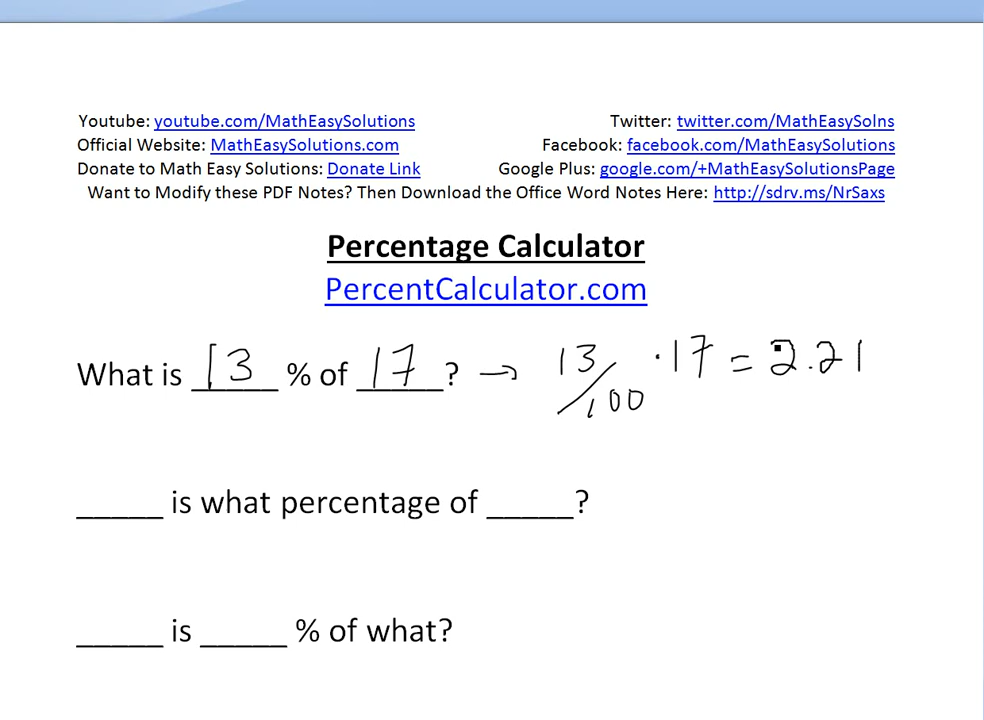 Youtube: youtube.com/MathEasySolutions Twitter: twitter.com/MathEasySolns
Official Website: MathEasySolutions.com Facebook: facebook.com/MathEasySolutions
Donate to Math Easy Solutions: Donate Link Google Plus: google.com/+MathEasySolutionsPage
Want to Modify these PDF Notes? Then Download the Office Word Notes Here: http://sdrv.ms/NrSaxs
Percentage Calculator
PercentCalculator.com
What is 13 % of 17? → 13/100 · 17 = 2.21
_____ is what percentage of _____?
_____ is _____ % of what?